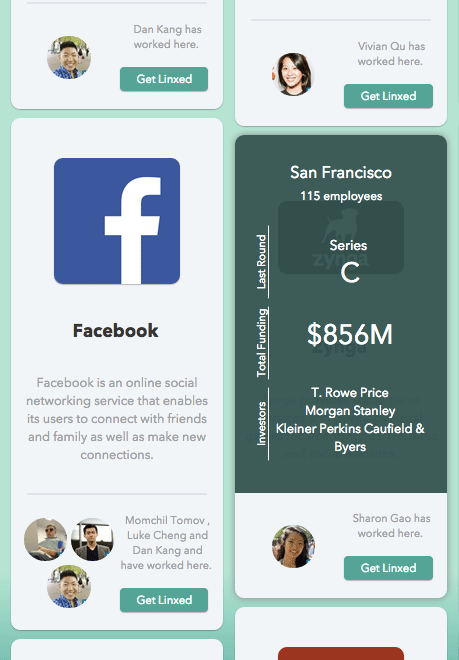 Dan Kang has
worked here.
Get Linxed
f
Facebook
Facebook is an online social
networking service that enables
its users to connect with friends
and family as well as make new
connections.
Momchil Tomov ,
Luke Cheng and
Dan Kang and
have worked here.
Get Linxed
Vivian Qu has
worked here.
Get Linxed
San Francisco
115 employees
zynga
Last Round
Series
C
Total Funding
$856M
zynga
Investors
T. Rowe Price
Morgan Stanley
Kleiner Perkins Caufield &
Byers
Sharon Gao has
worked here.
Get Linxed